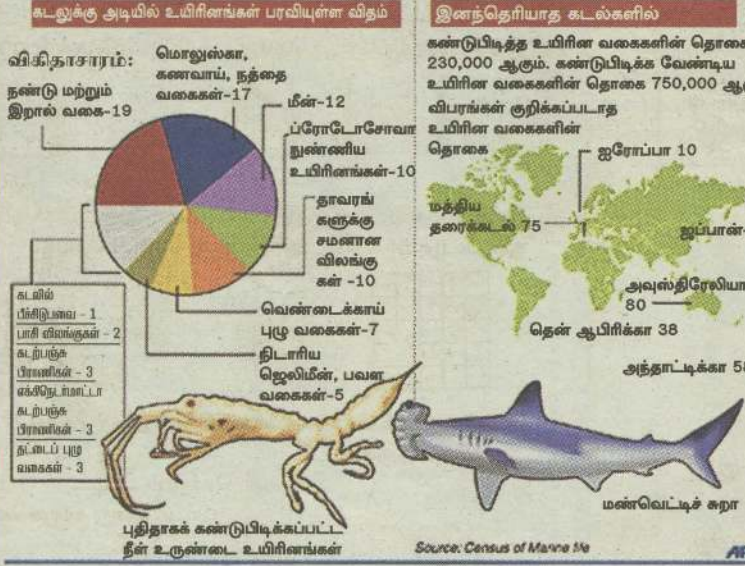 கடலுக்கு அடியில் உயிரினங்கள் பரவியுள்ள விதம்
விகிதாசாரம்:
நண்டு மற்றும்
இறால் வகை-19
மொலுஸ்கா,
கணவாய், நத்தை
வகைகள்-17
மீன்-12
ப்ரோடோசோவா
நுண்ணிய
உயிரினங்கள்-10
தாவரங்
களுக்கு
சமனான
விலங்கு
கள் -10
வெண்டைக்காய்
புழு வகைகள்-7
நிடாரிய
ஜெலிமீன், பவள
வகைகள்-5
கடலில்
பீச்சிடுபவை - 1
பாசி விலங்குகள் - 2
கடற்பஞ்சு
பிராணிகள் - 3
எக்கிநெடர்மாட்டா
கடற்பஞ்சு
பிராணிகள் - 3
தட்டைப் புழு
வகைகள் - 3
புதிதாகக் கண்டுபிடிக்கப்பட்ட
நீள் உருண்டை உயிரினங்கள்
இனந்தெரியாத கடல்களில்
கண்டுபிடித்த உயிரின வகைகளின் தொகை
230,000 ஆகும். கண்டுபிடிக்க வேண்டிய
உயிரின வகைகளின் தொகை 750,000
விபரங்கள் குறிக்கப்படாத
உயிரின வகைகளின்
தொகை
ஐரோப்பா 10
மத்திய
தரைக்கடல் 75
ஜப்பான்-
அவுஸ்திரேலியா
80
தென் ஆபிரிக்கா 38
அந்தாட்டிக்கா 58
மண்வெட்டிச் சுறா
Source: Census of Marine life